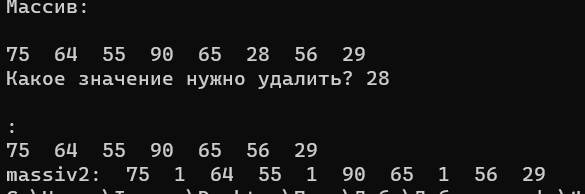 Массив:
75 64 55 90 65 28 56 29
Какое значение нужно удалить? 28
:
75 64 55 90 65 56 29
massiv2: 75 1 64 55 1 90 65 1 56 29